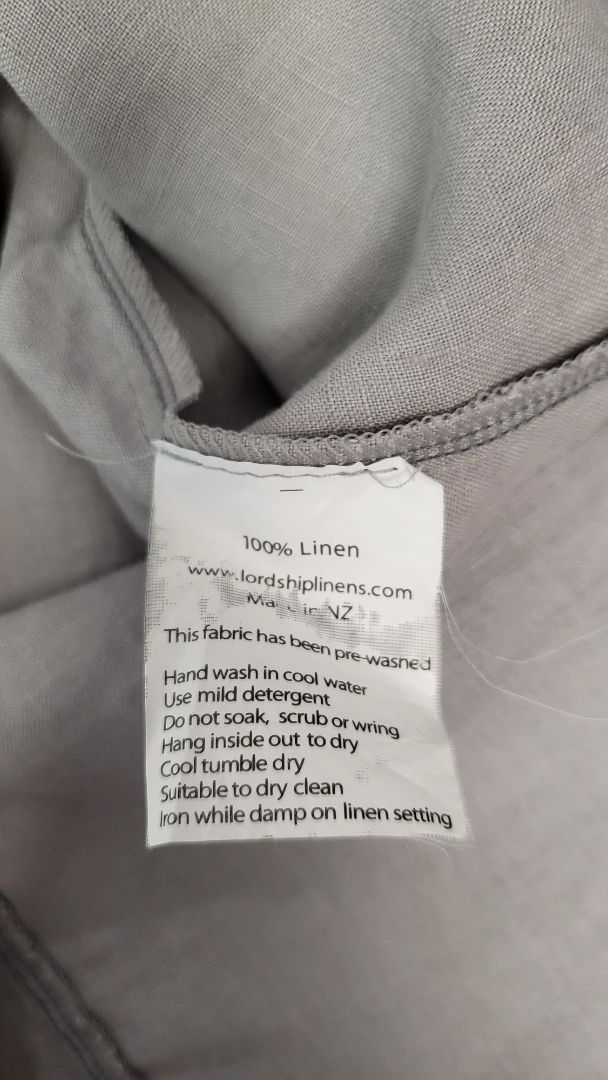 100% Linen
www.lordshiplinens.com
in NZ
This fabric has been pre-washed
Hand wash in cool water
Use mild detergent
Do not soak, scrub or wring
Hang inside out to dry
Cool tumble dry
Suitable to dry clean
Iron while damp on linen setting